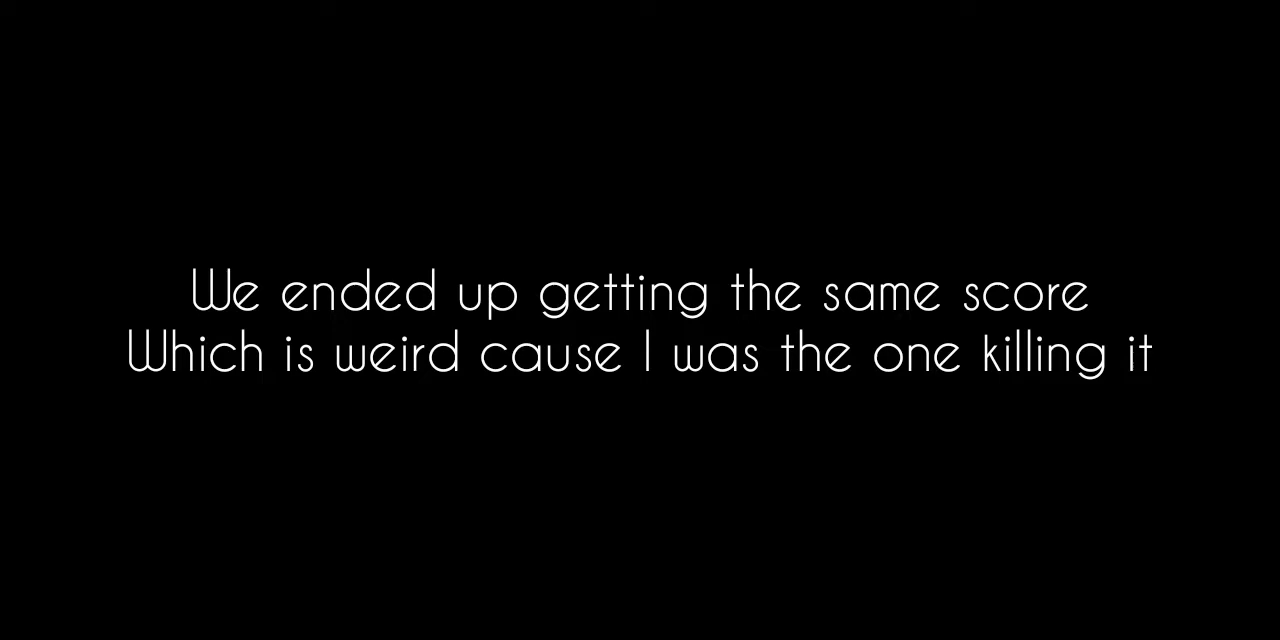 We ended up getting the same score
Which is weird cause I was the one killing it